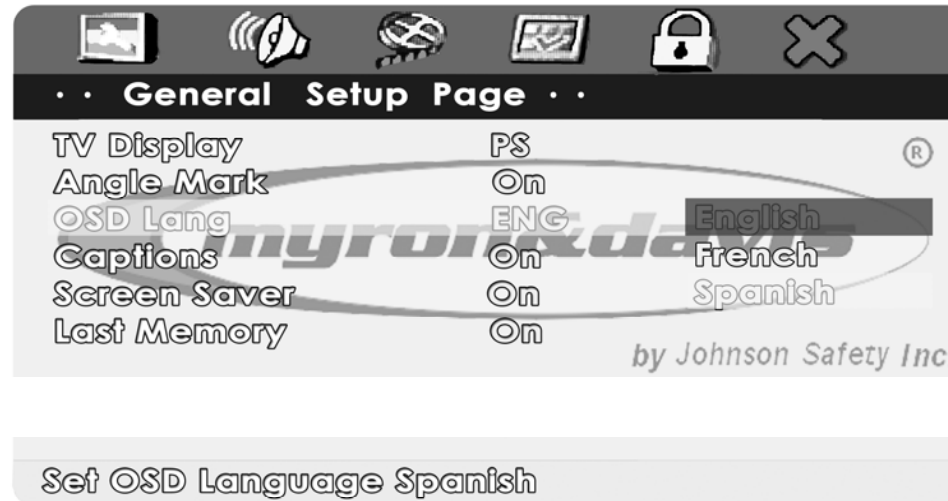 · · General Setup Page · ·
TV Display PS
Angle Mark On
OSD Lang ENG English
Captions On French
Screen Saver On Spanish
Last Memory On
myron&davis ®
by Johnson Safety Inc
Set OSD Language Spanish